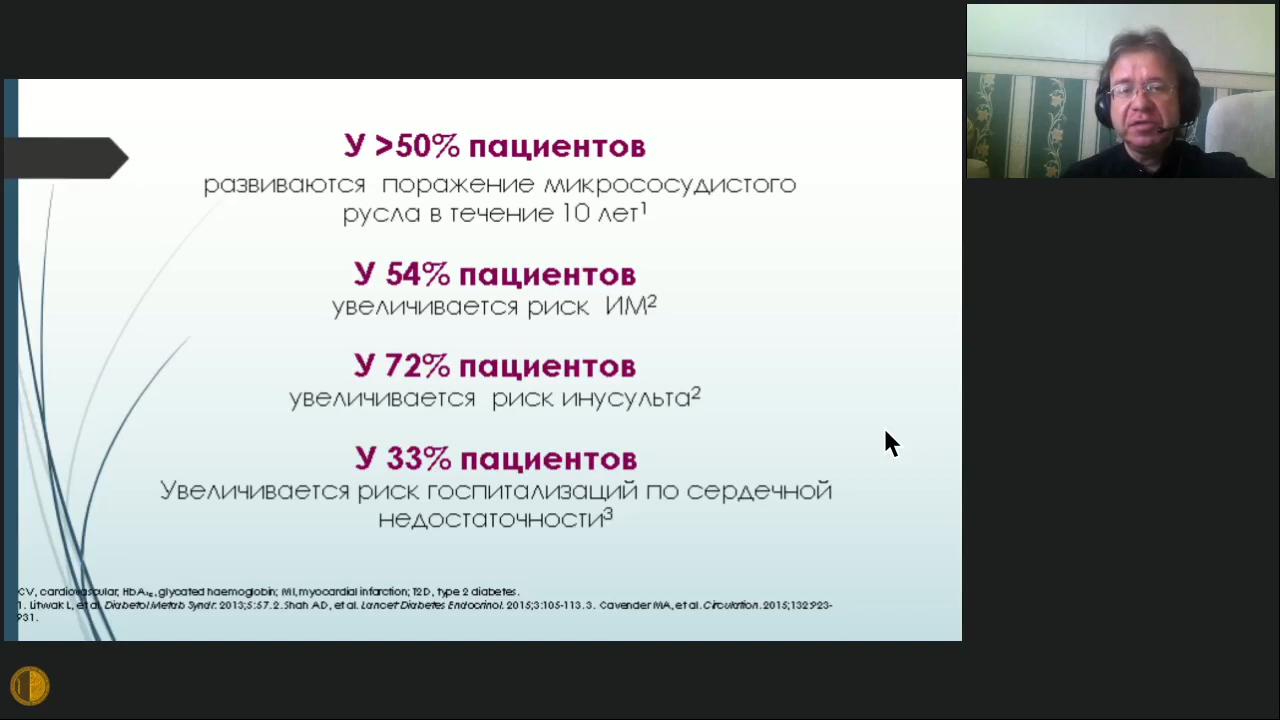 У >50% пациентов
развиваются поражение микрососудистого
русла в течение 10 лет¹
У 54% пациентов
увеличивается риск ИМ²
У 72% пациентов
увеличивается риск инусульта²
У 33% пациентов
Увеличивается риск госпитализаций по сердечной
недостаточности³
CV, cardiovascular; HbA₁c, glycated haemoglobin; MI, myocardial infarction; T2D, type 2 diabetes.
1. Litwak L, et al. Diabetol Metab Syndr. 2013;5:57. 2. Shah AD, et al. Lancet Diabetes Endocrinol. 2015;3:105-113. 3. Cavender MA, et al. Circulation. 2015;132:923-
931.